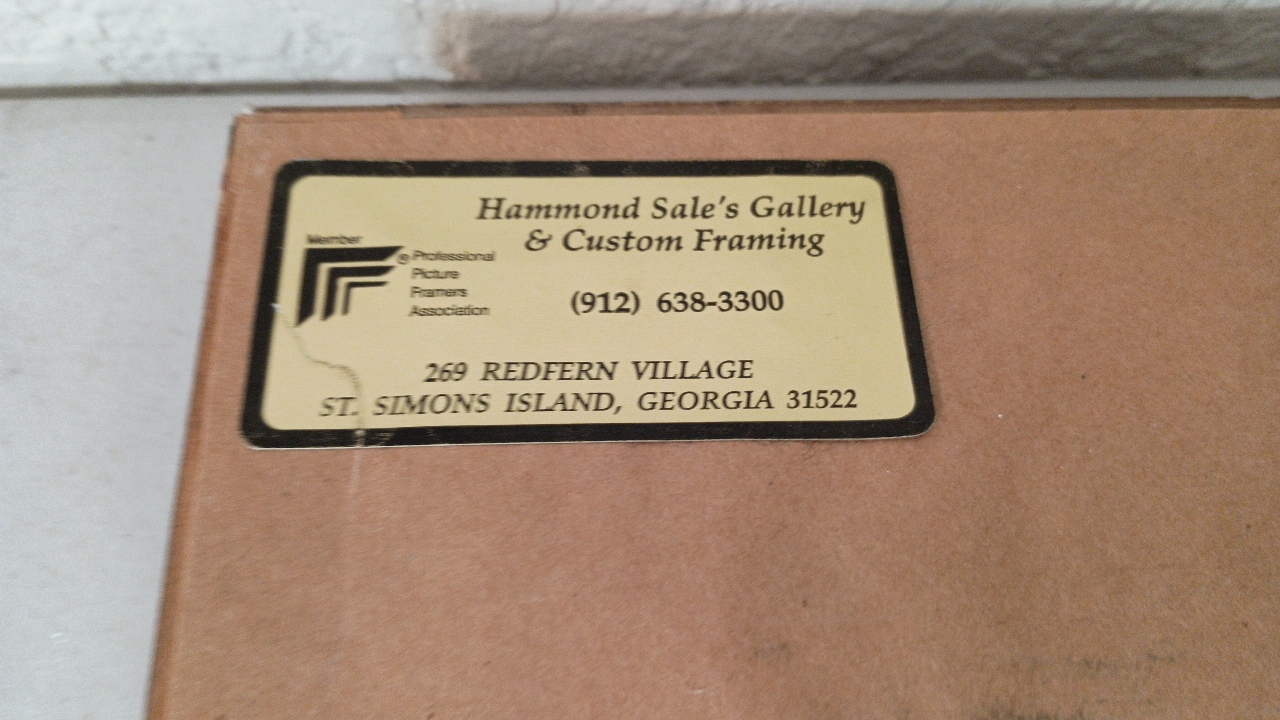 Hammond Sale's Gallery
& Custom Framing
Member
® Professional
Picture
Framers
Association
(912) 638-3300
269 REDFERN VILLAGE
ST. SIMONS ISLAND, GEORGIA 31522